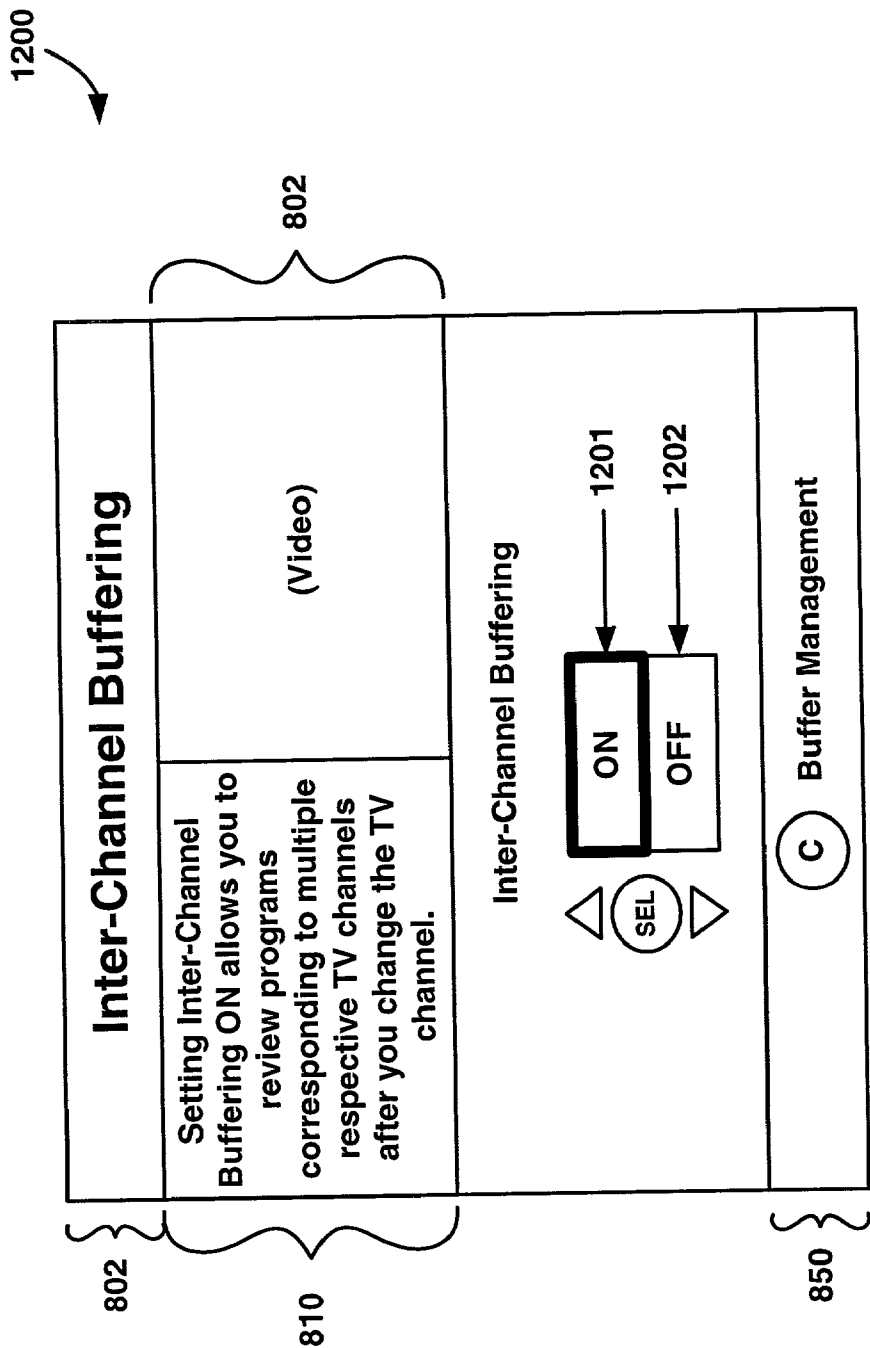 1200
802
Inter-Channel Buffering
802
810
Setting Inter-Channel
Buffering ON allows you to
review programs
corresponding to multiple
respective TV channels
after you change the TV
channel.
(Video)
Inter-Channel Buffering
SEL
ON
1201
OFF
1202
850
C
Buffer Management